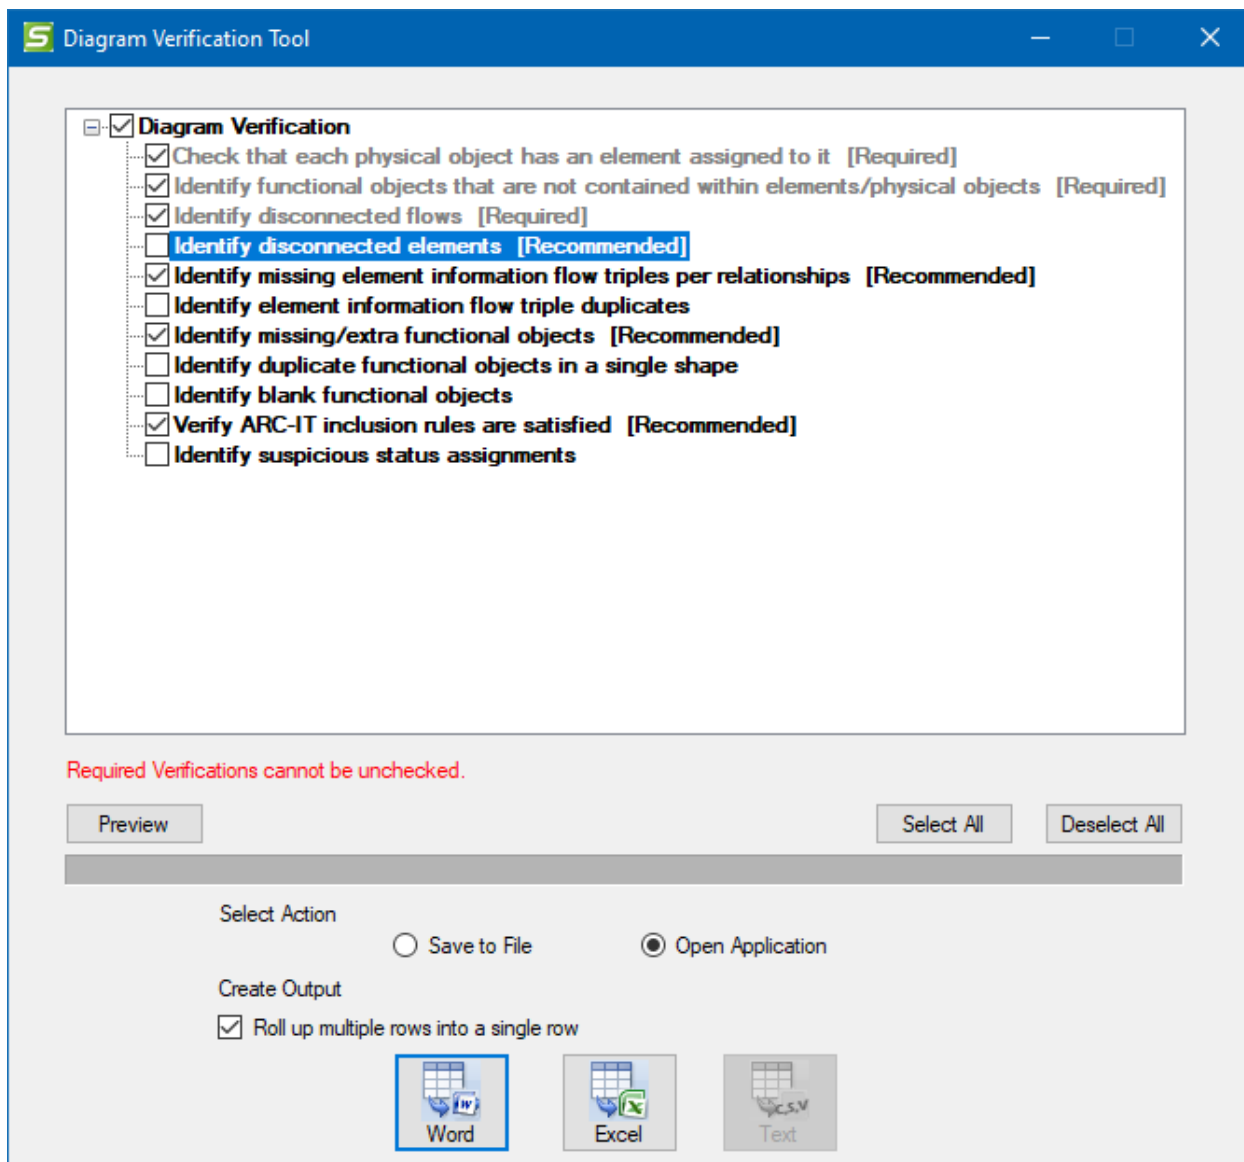 Diagram Verification Tool
Diagram Verification
Check that each physical object has an element assigned to it [Required]
Identify functional objects that are not contained within elements/physical objects [Required]
Identify disconnected flows [Required]
Identify disconnected elements [Recommended]
Identify missing element information flow triples per relationships [Recommended]
Identify element information flow triple duplicates
Identify missing/extra functional objects [Recommended]
Identify duplicate functional objects in a single shape
Identify blank functional objects
Verify ARC-IT inclusion rules are satisfied [Recommended]
Identify suspicious status assignments
Required Verifications cannot be unchecked.
Preview Select All Deselect All
Select Action
Save to File Open Application
Create Output
Roll up multiple rows into a single row
Word Excel Text